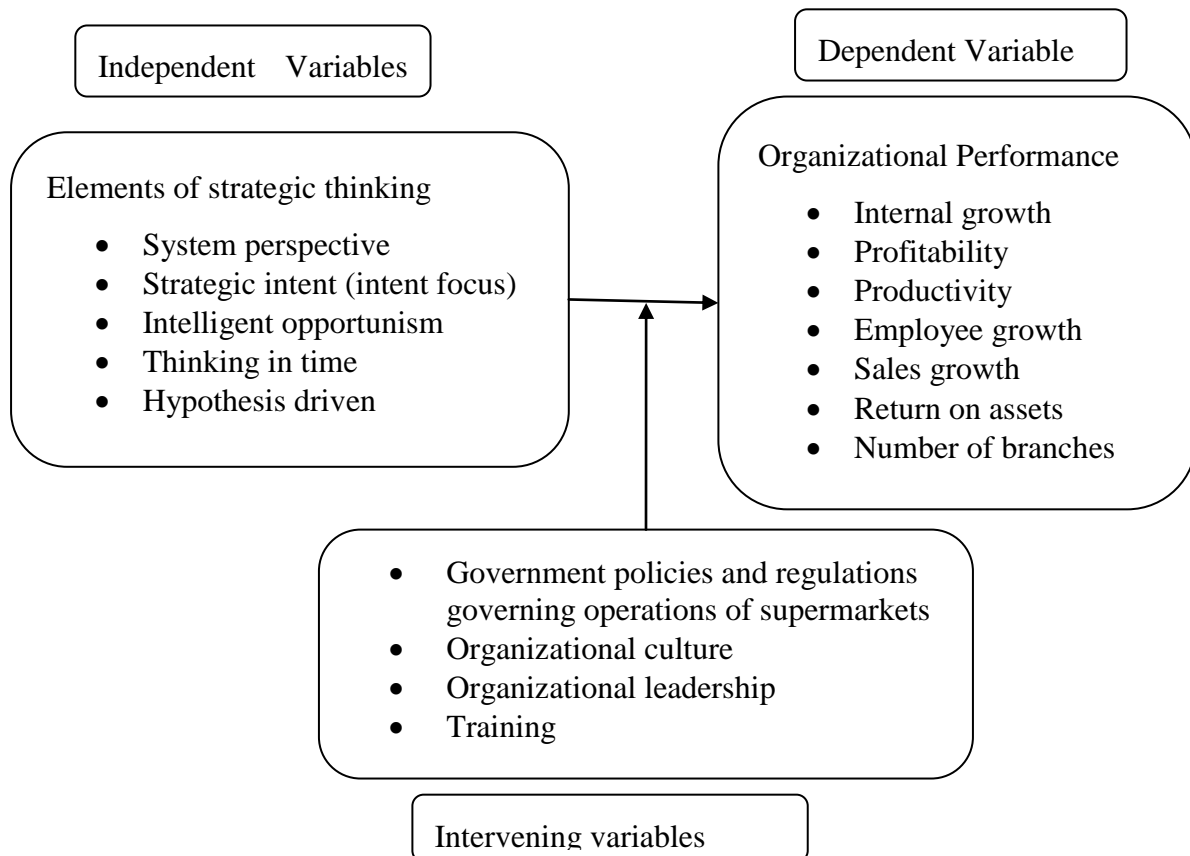 Independent Variables
Dependent Variable
Elements of strategic thinking
• System perspective
• Strategic intent (intent focus)
• Intelligent opportunism
• Thinking in time
• Hypothesis driven
Organizational Performance
• Internal growth
• Profitability
• Productivity
• Employee growth
• Sales growth
• Return on assets
• Number of branches
• Government policies and regulations
governing operations of supermarkets
• Organizational culture
• Organizational leadership
• Training
Intervening variables